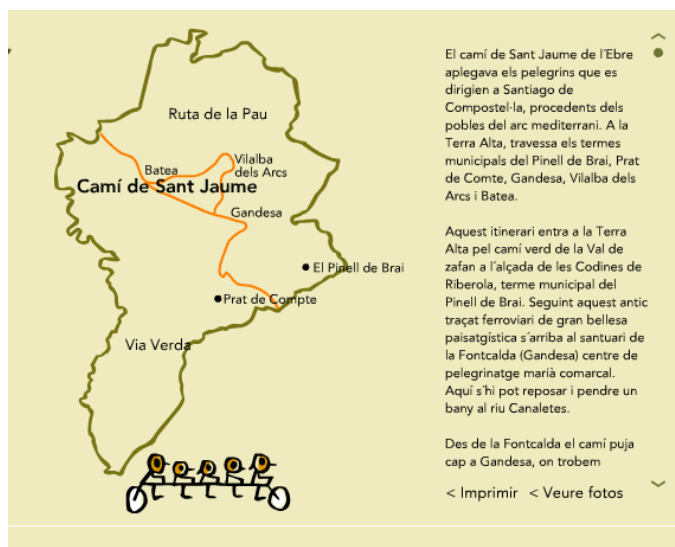 Ruta de la Pau
Batea
Vilalba
dels Arcs
Camí de Sant Jaume
Gandesa
El Pinell de Brai
Prat de Compte
Via Verda
El camí de Sant Jaume de l´Ebre
aplegava els pelegrins que es
dirigien a Santiago de
Compostel·la, procedents dels
pobles del arc mediterrani. A la
Terra Alta, travessa els termes
municipals del Pinell de Brai, Prat
de Comte, Gandesa, Vilalba dels
Arcs i Batea.
Aquest itinerari entra a la Terra
Alta pel camí verd de la Val de
zafan a l´alçada de les Codines de
Riberola, terme municipal del
Pinell de Brai. Seguint aquest antic
traçat ferroviari de gran bellesa
paisatgística s´arriba al santuari de
la Fontcalda (Gandesa) centre de
pelegrinatge marià comarcal.
Aquí s´hi pot reposar i pendre un
bany al riu Canaletes.
Des de la Fontcalda el camí puja
cap a Gandesa, on trobem
< Imprimir < Veure fotos